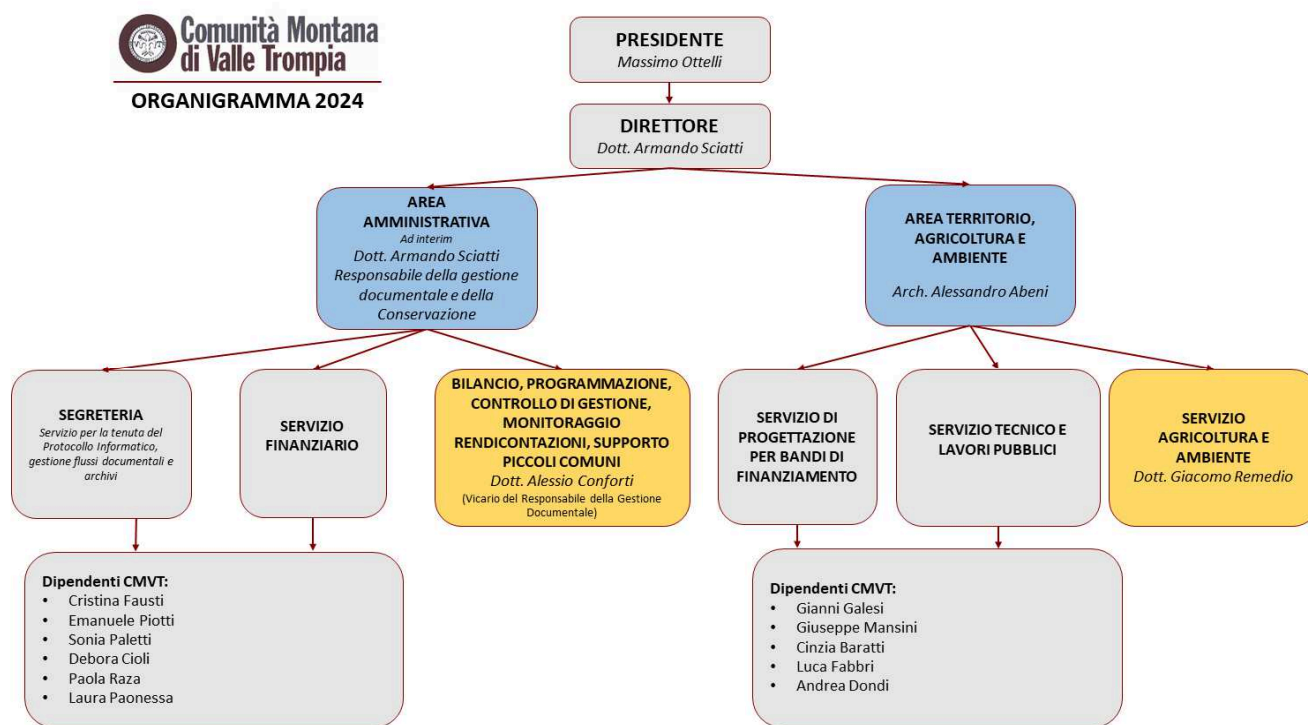 Comunità Montana
di Valle Trompia
ORGANIGRAMMA 2024
PRESIDENTE
Massimo Ottelli
DIRETTORE
Dott. Armando Sciatti
AREA
AMMINISTRATIVA
Ad interim
Dott. Armando Sciatti
Responsabile della gestione
documentale e della
Conservazione
AREA TERRITORIO,
AGRICOLTURA E
AMBIENTE
Arch. Alessandro Abeni
SEGRETERIA
Servizio per la tenuta del
Protocollo Informatico,
gestione flussi documentali e
archivi
SERVIZIO
FINANZIARIO
BILANCIO, PROGRAMMAZIONE,
CONTROLLO DI GESTIONE,
MONITORAGGIO
RENDICONTAZIONI, SUPPORTO
PICCOLI COMUNI
Dott. Alessio Conforti
(Vicario del Responsabile della Gestione
Documentale)
SERVIZIO DI
PROGETTAZIONE
PER BANDI DI
FINANZIAMENTO
SERVIZIO TECNICO E
LAVORI PUBBLICI
SERVIZIO
AGRICOLTURA E
AMBIENTE
Dott. Giacomo Remedio
Dipendenti CMVT:
• Cristina Fausti
• Emanuele Piotti
• Sonia Paletti
• Debora Cioli
• Paola Raza
• Laura Paonessa
Dipendenti CMVT:
• Gianni Galesi
• Giuseppe Mansini
• Cinzia Baratti
• Luca Fabbri
• Andrea Dondi